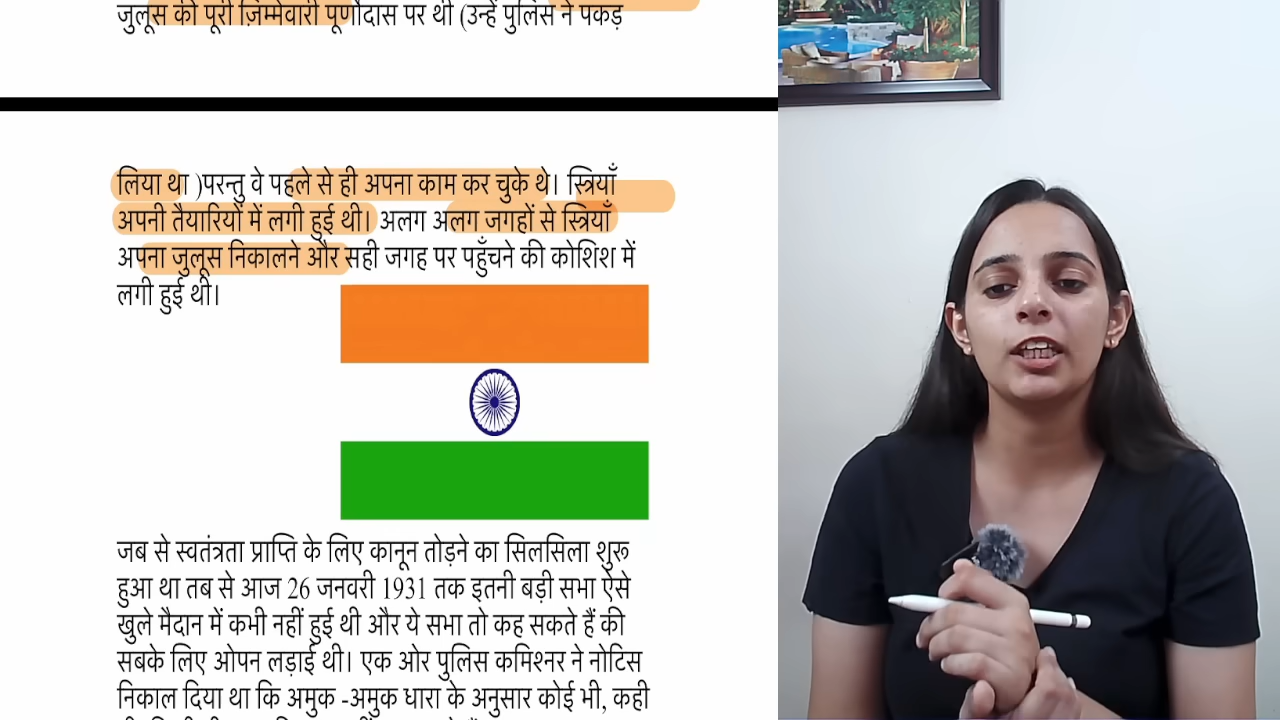 जुलूस की पूरी ज़िम्मेवारी पूर्णोदास पर थी (उन्हें पुलिस ने पकड़
लिया था )परन्तु वे पहले से ही अपना काम कर चुके थे। स्त्रियाँ
अपनी तैयारियों में लगी हुई थी। अलग अलग जगहों से स्त्रियाँ
अपना जुलूस निकालने और सही जगह पर पहुँचने की कोशिश में
लगी हुई थी।
जब से स्वतंत्रता प्राप्ति के लिए कानून तोड़ने का सिलसिला शुरू
हुआ था तब से आज 26 जनवरी 1931 तक इतनी बड़ी सभा ऐसे
खुले मैदान में कभी नहीं हुई थी और ये सभा तो कह सकते हैं की
सबके लिए ओपन लड़ाई थी। एक ओर पुलिस कमिश्नर ने नोटिस
निकाल दिया था कि अमुक -अमुक धारा के अनुसार कोई भी, कही